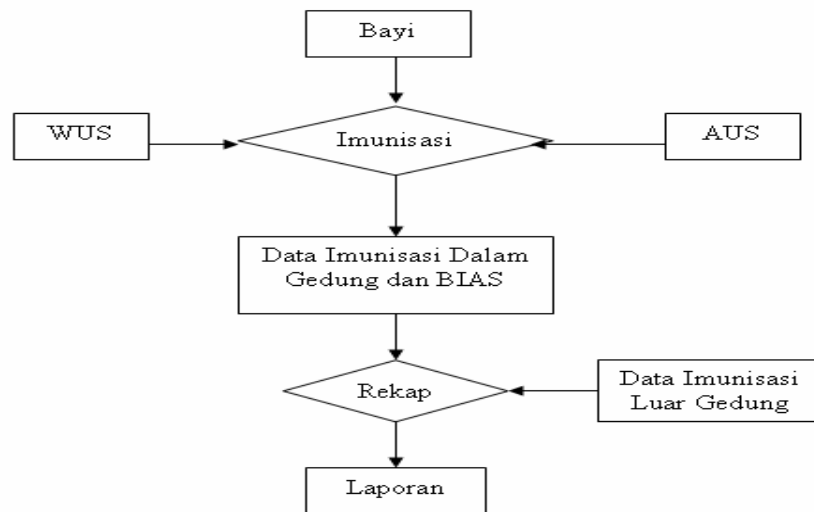 Bayi
WUS
Imunisasi
AUS
Data Imunisasi Dalam
Gedung dan BIAS
Rekap
Data Imunisasi
Luar Gedung
Laporan